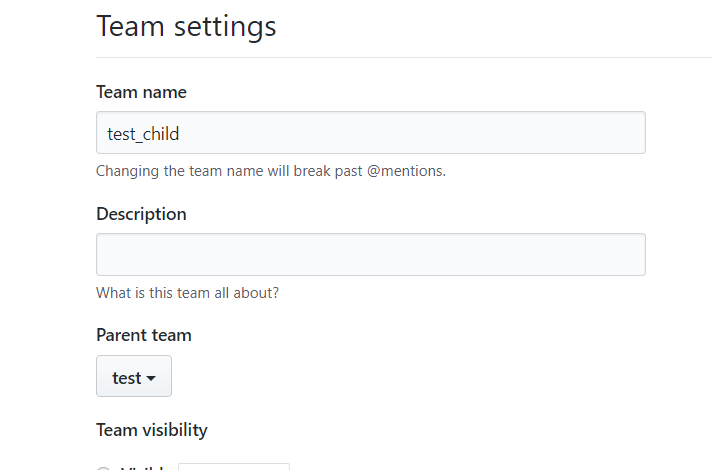 Team settings
Team name
test_child
Changing the team name will break past @mentions.
Description
What is this team all about?
Parent team
test
Team visibility